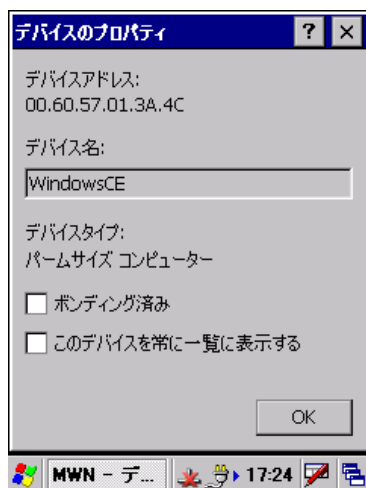 デバイスのプロパティ
デバイスアドレス:
00.60.57.01.3A.4C
デバイス名:
WindowsCE
デバイスタイプ:
パームサイズ コンピューター
ボンディング済み
このデバイスを常に一覧に表示する
OK
MWN - デ... 17:24